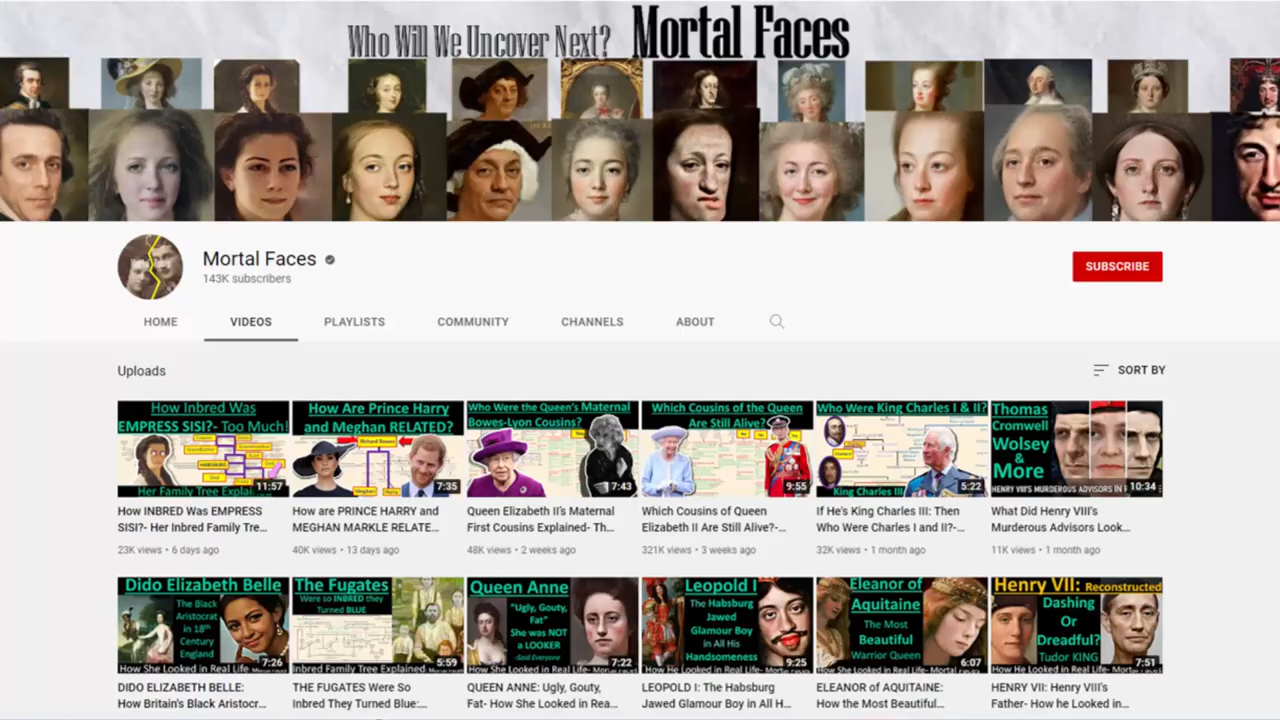 Who Will We Uncover Next? Mortal Faces
Mortal Faces
143K subscribers
SUBSCRIBE
HOME VIDEOS PLAYLISTS COMMUNITY CHANNELS ABOUT
Uploads
SORT BY
How Inbred Was
EMPRESS SISI?- Too Much!
Her Family Tree Explai
11:57
How INBRED Was EMPRESS
SISI?- Her Inbred Family Tre...
23K views • 6 days ago
How Are Prince Harry
and Meghan RELATED?
Meghan
Harry
7:35
How are PRINCE HARRY and
MEGHAN MARKLE RELATE...
40K views • 13 days ago
Who Were the Queen's Maternal
Bowes-Lyon Cousins?
7:43
Queen Elizabeth II's Maternal
First Cousins Explained- Th...
48K views • 2 weeks ago
Which Cousins of the Queen
Are Still Alive?
9:55
Which Cousins of Queen
Elizabeth II Are Still Alive?-...
321K views • 3 weeks ago
Who Were King Charles I & II?
King Charles III
5:22
If He's King Charles III: Then
Who Were Charles I and II?-...
32K views • 1 month ago
Thomas
Cromwell
Wolsey
&
More
HENRY VIII'S MURDEROUS ADVISORS IN
10:34
What Did Henry VIII's
Murderous Advisors Look...
11K views • 1 month ago
Dido Elizabeth Belle
The Black
Aristocrat
in 18th
Century
England
How She Looked in Real Life
7:26
DIDO ELIZABETH BELLE:
How Britain's Black Aristocr...
The Fugates
Were so INBRED they
Turned BLUE
Inbred Family Tree Explained
5:59
THE FUGATES Were So
Inbred They Turned Blue:...
Queen Anne
"Ugly, Gouty,
Fat"
She was NOT
a LOOKER
-Said Everyone
How She Looked in Real Life- Mor
7:22
QUEEN ANNE: Ugly, Gouty,
Fat- How She Looked in Rea...
Leopold I
The Habsburg
Jawed
Glamour Boy
in All His
Handsomeness
How He Looked in Real Life- Mortal Faces
9:25
LEOPOLD I: The Habsburg
Jawed Glamour Boy in All H...
Eleanor of
Aquitaine
The Most
Beautiful
Warrior Queen
How She Looked in Real Life- Mortal Faces
6:07
ELEANOR of AQUITAINE:
How the Most Beautiful...
Henry VII: Reconstructed
Dashing
Or
Dreadful?
Tudor KING
How He Looked in Real Life- Mortal Faces
7:51
HENRY VII: Henry VIII's
Father- How he Looked in...